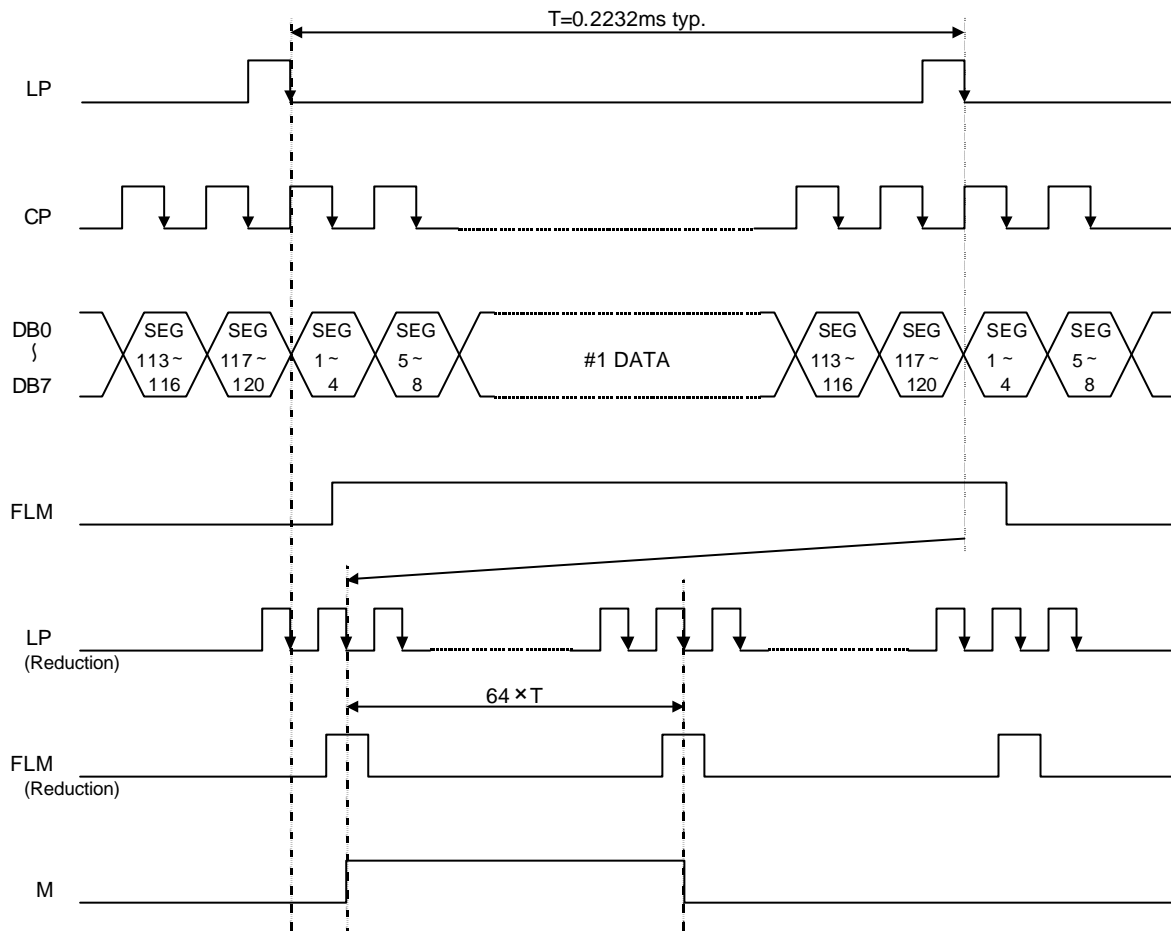 T=0.2232ms typ.
LP
CP
DB0
~
DB7
SEG 113~ 116
SEG 117~ 120
SEG 1~ 4
SEG 5~ 8
#1 DATA
SEG 113~ 116
SEG 117~ 120
SEG 1~ 4
SEG 5~ 8
FLM
LP
(Reduction)
64×T
FLM
(Reduction)
M